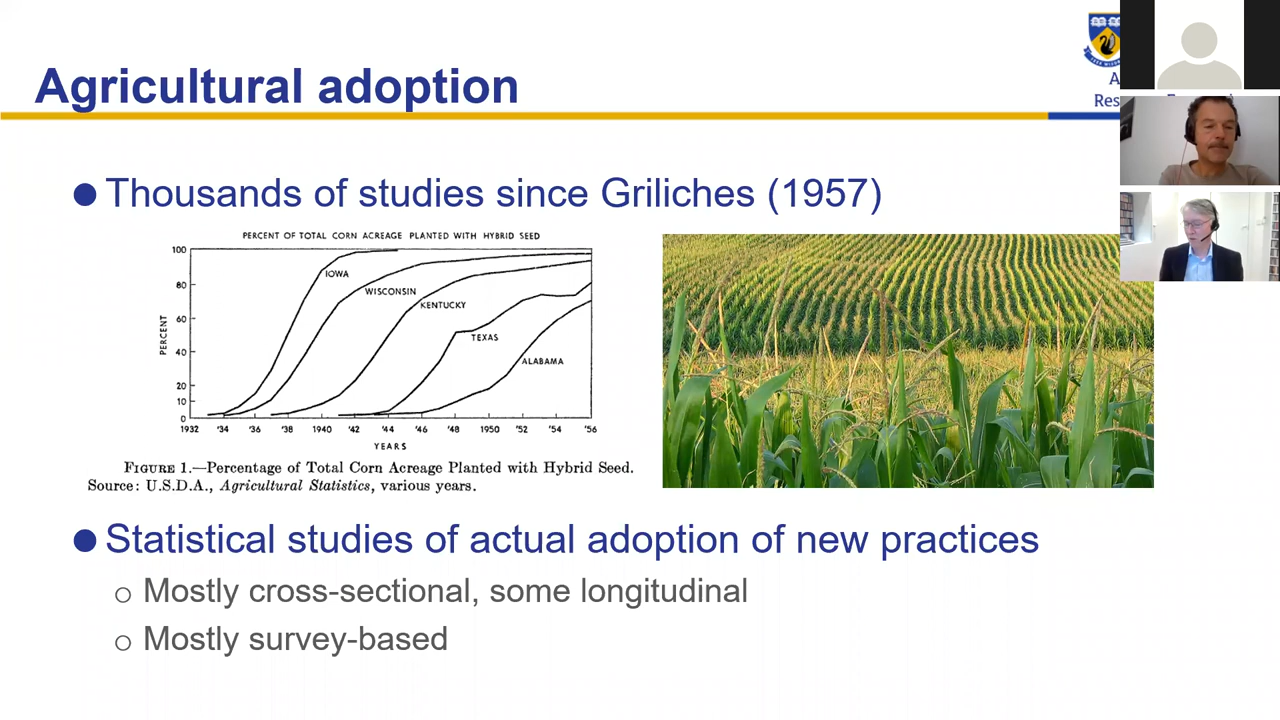 Agricultural adoption
A
Res
Thousands of studies since Griliches (1957)
PERCENT OF TOTAL CORN ACREAGE PLANTED WITH HYBRID SEED
100
80
60
40
20
10
0
PERCENT
IOWA
WISCONSIN
KENTUCKY
TEXAS
ALABAMA
1932 '34 '36 '38 1940 '42 '44 '46 '48 1950 '52 '54 '56
YEARS
FIGURE 1.—Percentage of Total Corn Acreage Planted with Hybrid Seed.
Source: U.S.D.A., Agricultural Statistics, various years.
Statistical studies of actual adoption of new practices
Mostly cross-sectional, some longitudinal
Mostly survey-based